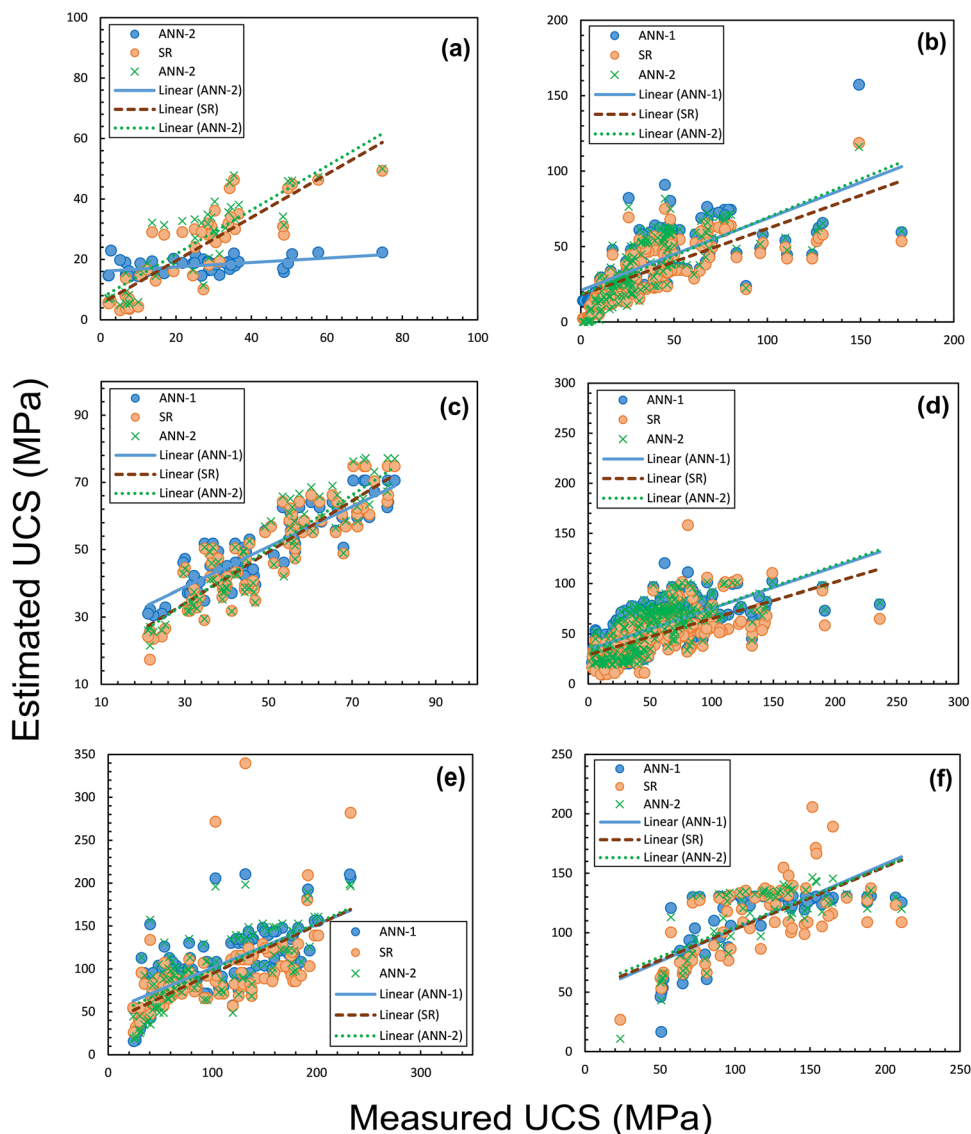 Estimated UCS (MPa)
Measured UCS (MPa)
(a)
ANN-2
SR
ANN-2
Linear (ANN-2)
Linear (SR)
Linear (ANN-2)
100
80
60
40
20
0
0 20 40 60 80 100
(b)
ANN-1
SR
ANN-2
Linear (ANN-1)
Linear (SR)
Linear (ANN-2)
200
150
100
50
0
0 50 100 150 200
(c)
ANN-1
SR
ANN-2
Linear (ANN-1)
Linear (SR)
Linear (ANN-2)
90
70
50
30
10
10 30 50 70 90
(d)
ANN-1
SR
ANN-2
Linear (ANN-1)
Linear (SR)
Linear (ANN-2)
300
250
200
150
100
50
0
0 50 100 150 200 250 300
(e)
ANN-1
SR
ANN-2
Linear (ANN-1)
Linear (SR)
Linear (ANN-2)
350
300
250
200
150
100
50
0
0 100 200 300
(f)
ANN-1
SR
ANN-2
Linear (ANN-1)
Linear (SR)
Linear (ANN-2)
250
200
150
100
50
0
0 50 100 150 200 250